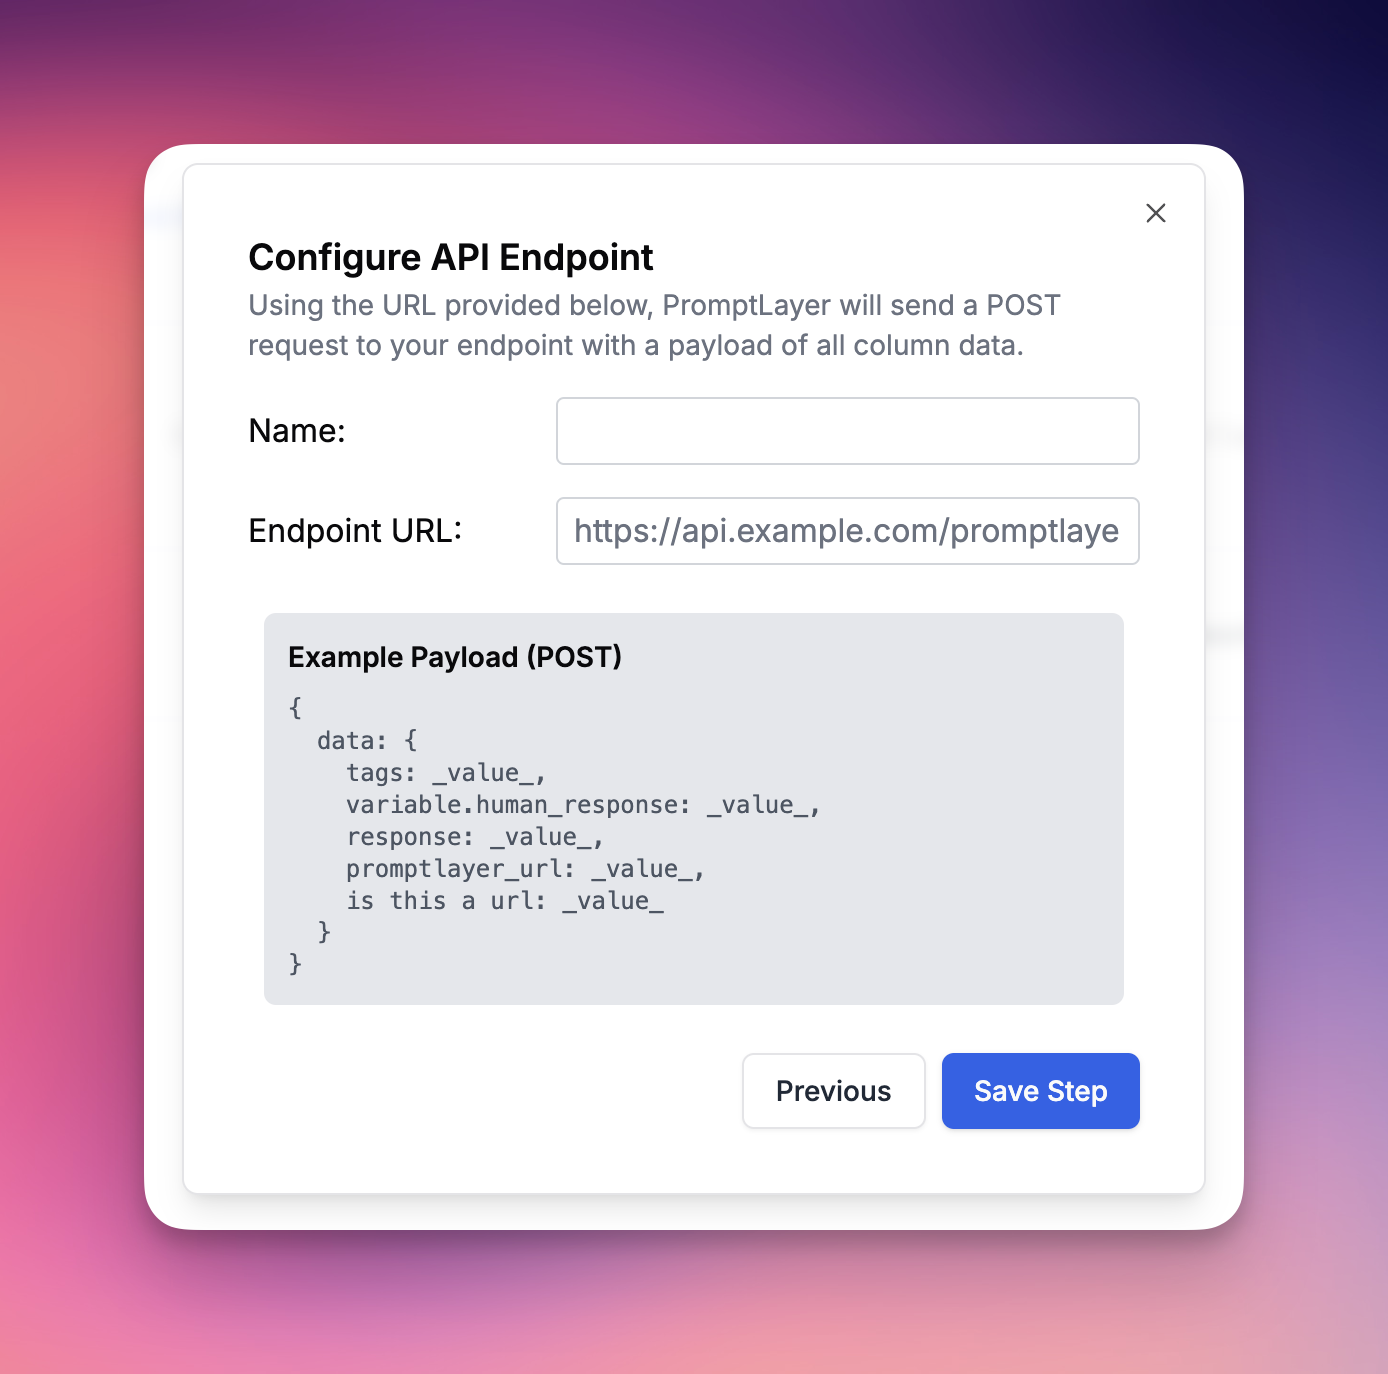 Configure API Endpoint
Using the URL provided below, PromptLayer will send a POST
request to your endpoint with a payload of all column data.
Name:
Endpoint URL:
https://api.example.com/promptlaye
Example Payload (POST)
{
  data: {
    tags: _value_,
    variable.human_response: _value_,
    response: _value_,
    promptlayer_url: _value_,
    is this a url: _value_
  }
}
Previous
Save Step